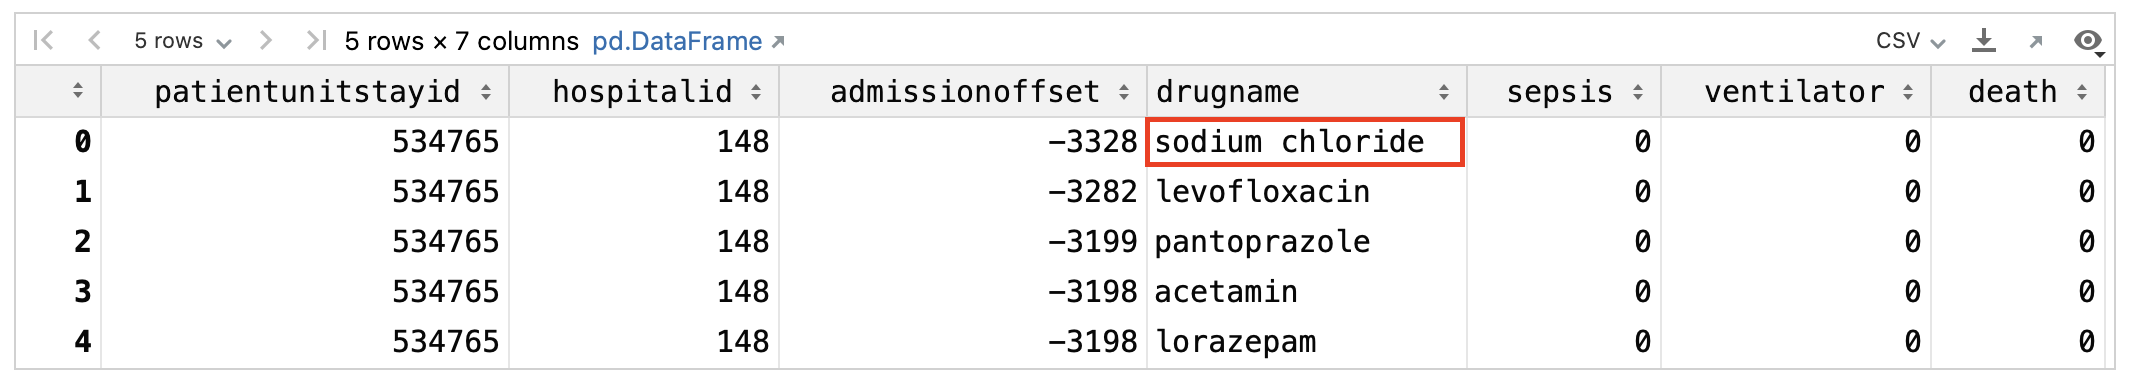 5 rows 5 rows × 7 columns pd.DataFrame CSV
patientunitstayid hospitalid admissionoffset drugname sepsis ventilator death
0 534765 148 −3328 sodium chloride 0 0 0
1 534765 148 −3282 levofloxacin 0 0 0
2 534765 148 −3199 pantoprazole 0 0 0
3 534765 148 −3198 acetamin 0 0 0
4 534765 148 −3198 lorazepam 0 0 0